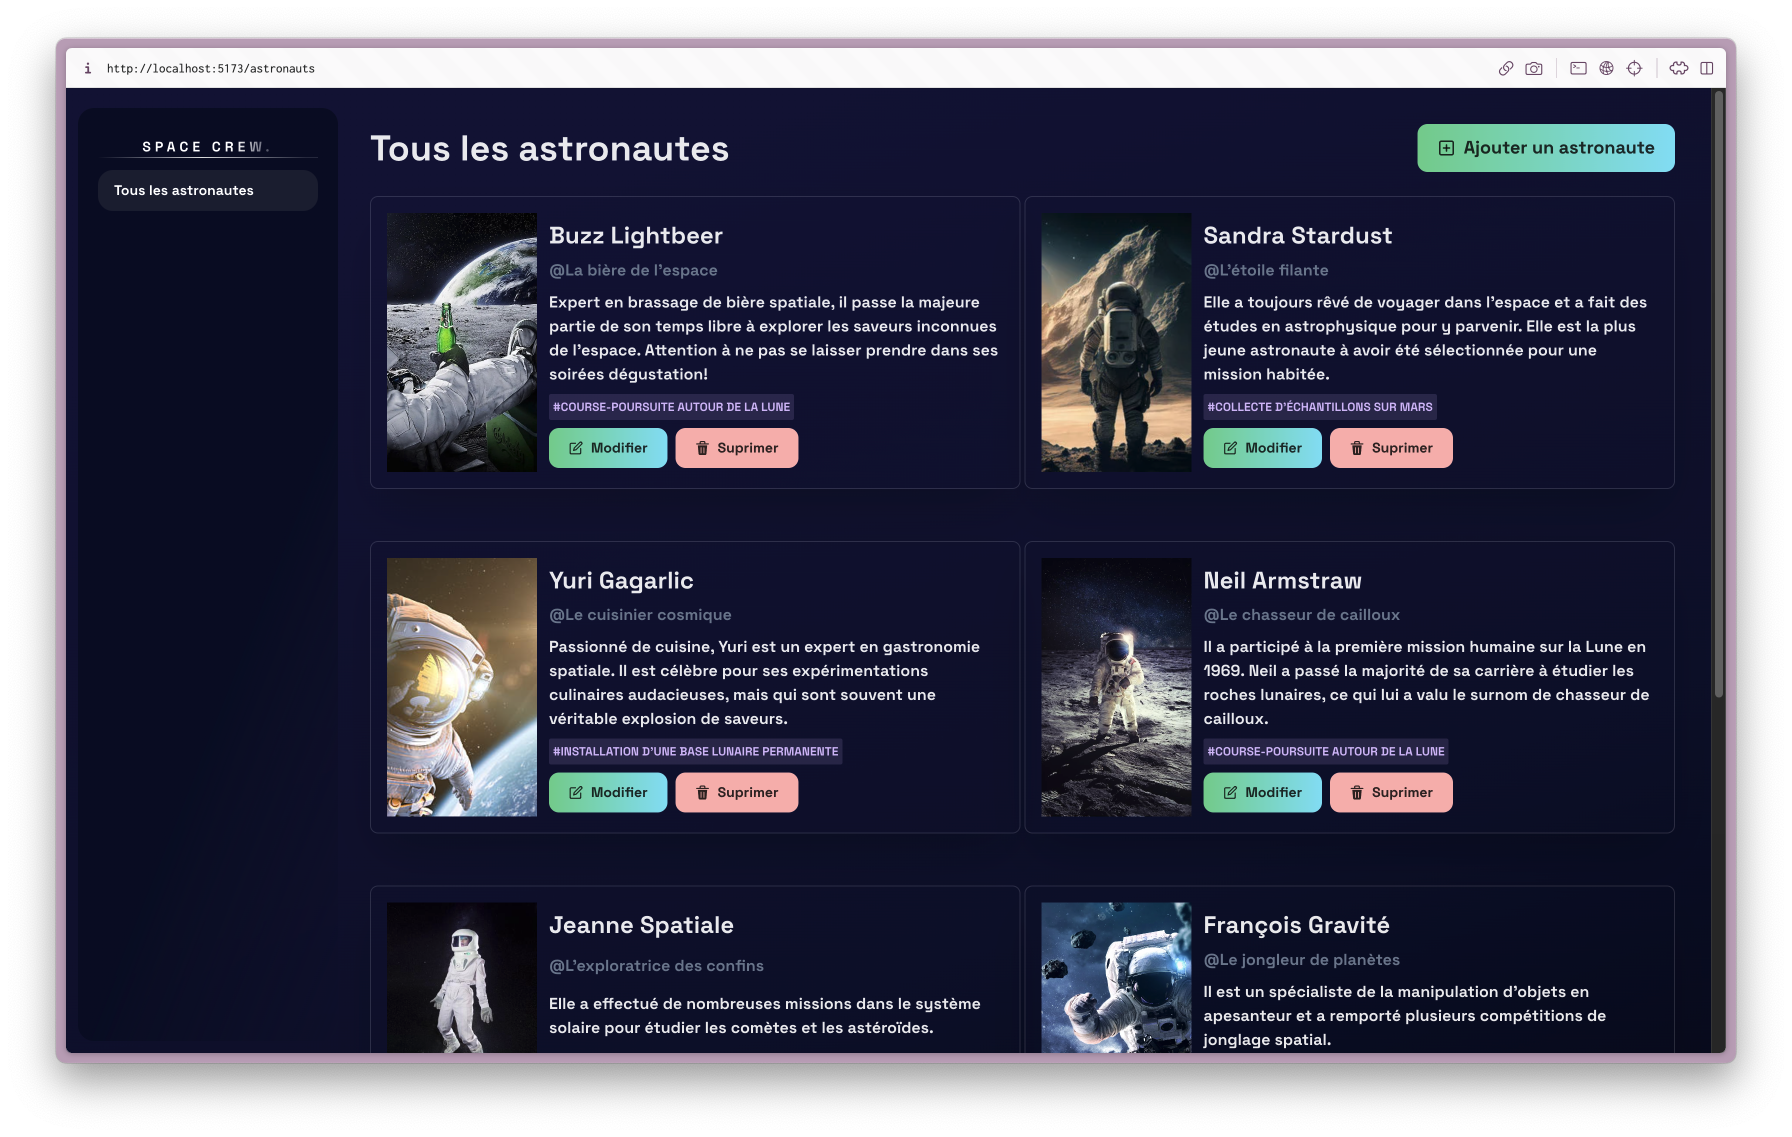 i http://localhost:5173/astronauts
SPACE CREW.
Tous les astronautes
Tous les astronautes
Ajouter un astronaute
Buzz Lightbeer
@La bière de l'espace
Expert en brassage de bière spatiale, il passe la majeure
partie de son temps libre à explorer les saveurs inconnues
de l'espace. Attention à ne pas se laisser prendre dans ses
soirées dégustation!
#COURSE-POURSUITE AUTOUR DE LA LUNE
Modifier
Suprimer
Sandra Stardust
@L'étoile filante
Elle a toujours rêvé de voyager dans l'espace et a fait des
études en astrophysique pour y parvenir. Elle est la plus
jeune astronaute à avoir été sélectionnée pour une
mission habitée.
#COLLECTE D'ÉCHANTILLONS SUR MARS
Modifier
Suprimer
Yuri Gagarlic
@Le cuisinier cosmique
Passionné de cuisine, Yuri est un expert en gastronomie
spatiale. Il est célèbre pour ses expérimentations
culinaires audacieuses, mais qui sont souvent une
véritable explosion de saveurs.
#INSTALLATION D'UNE BASE LUNAIRE PERMANENTE
Modifier
Suprimer
Neil Armstraw
@Le chasseur de cailloux
Il a participé à la première mission humaine sur la Lune en
1969. Neil a passé la majorité de sa carrière à étudier les
roches lunaires, ce qui lui a valu le surnom de chasseur de
cailloux.
#COURSE-POURSUITE AUTOUR DE LA LUNE
Modifier
Suprimer
Jeanne Spatiale
@L'exploratrice des confins
Elle a effectué de nombreuses missions dans le système
solaire pour étudier les comètes et les astéroïdes.
François Gravité
@Le jongleur de planètes
Il est un spécialiste de la manipulation d'objets en
apesanteur et a remporté plusieurs compétitions de
jonglage spatial.